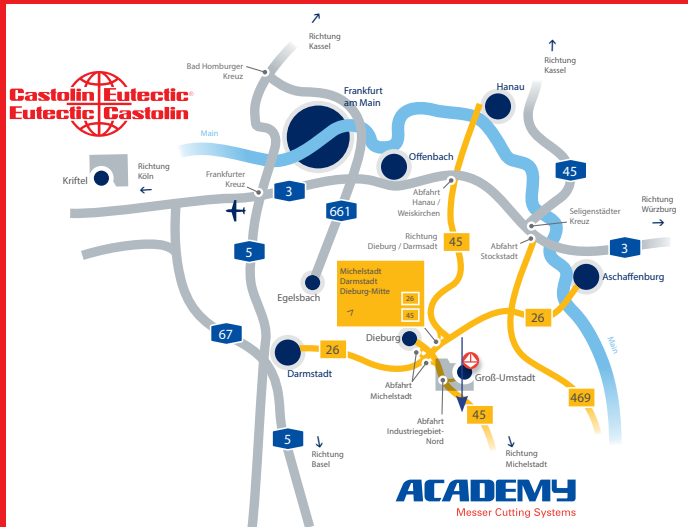 Richtung
Kassel
Bad Homburger
Kreuz
Richtung
Kassel
Castolin Eutectic®
Eutectic Castolin
Frankfurt
am Main
Hanau
Main
Offenbach
Kriftel
Richtung
Köln
Frankfurter
Kreuz
3
45
Abfahrt
Hanau /
Weiskirchen
661
Seligenstädter
Kreuz
Richtung
Würzburg
Richtung
Dieburg / Darmstadt
45
Abfahrt
Stockstadt
3
5
Michelstadt
Darmstadt
Dieburg-Mitte
26
45
Aschaffenburg
Egelsbach
26
67
Dieburg
26
Main
Darmstadt
Groß-Umstadt
Abfahrt
Michelstadt
469
45
Abfahrt
Industriegebiet-
Nord
5
Richtung
Basel
Richtung
Michelstadt
ACADEMY
Messer Cutting Systems